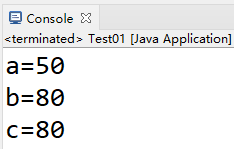 Console
<terminated> Test01 [Java Application]
a=50
b=80
c=80